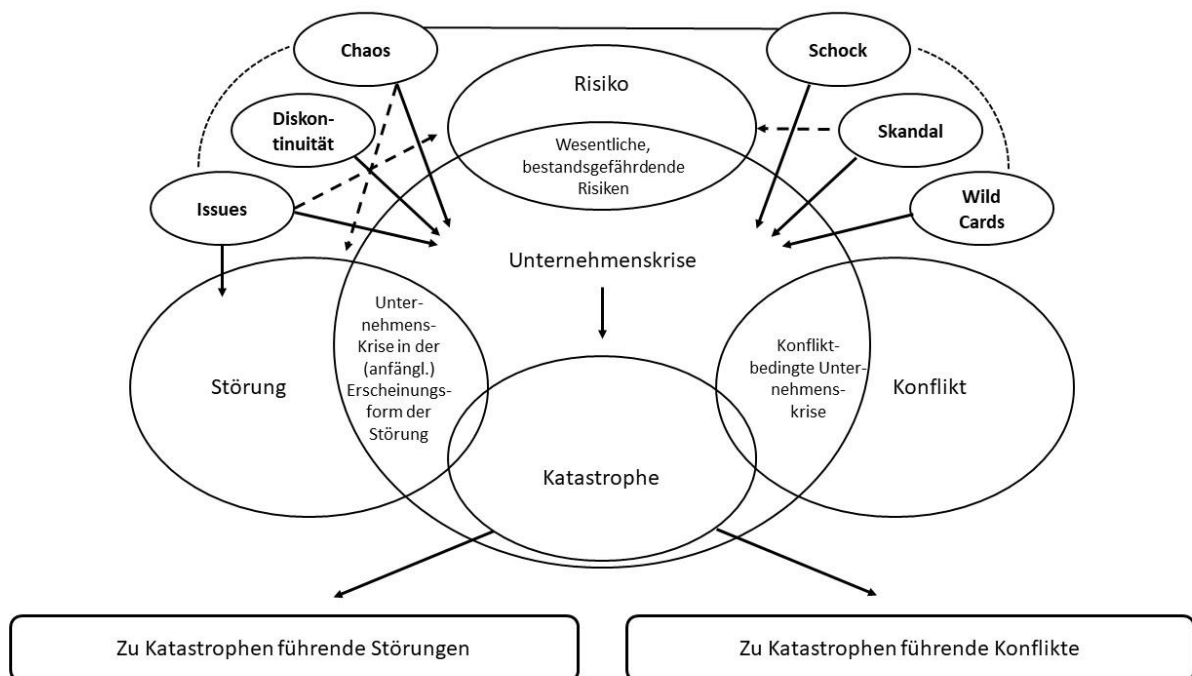 Chaos
Schock
Risiko
Diskon-
tinuität
Skandal
Wesentliche,
bestandsgefährdende
Risiken
Issues
Wild
Cards
Unternehmenskrise
Unter-
nehmens-
Krise in der
(anfängl.)
Erscheinungs-
form der
Störung
Störung
Konflikt-
bedingte Unter-
nehmens-
krise
Konflikt
Katastrophe
Zu Katastrophen führende Störungen
Zu Katastrophen führende Konflikte